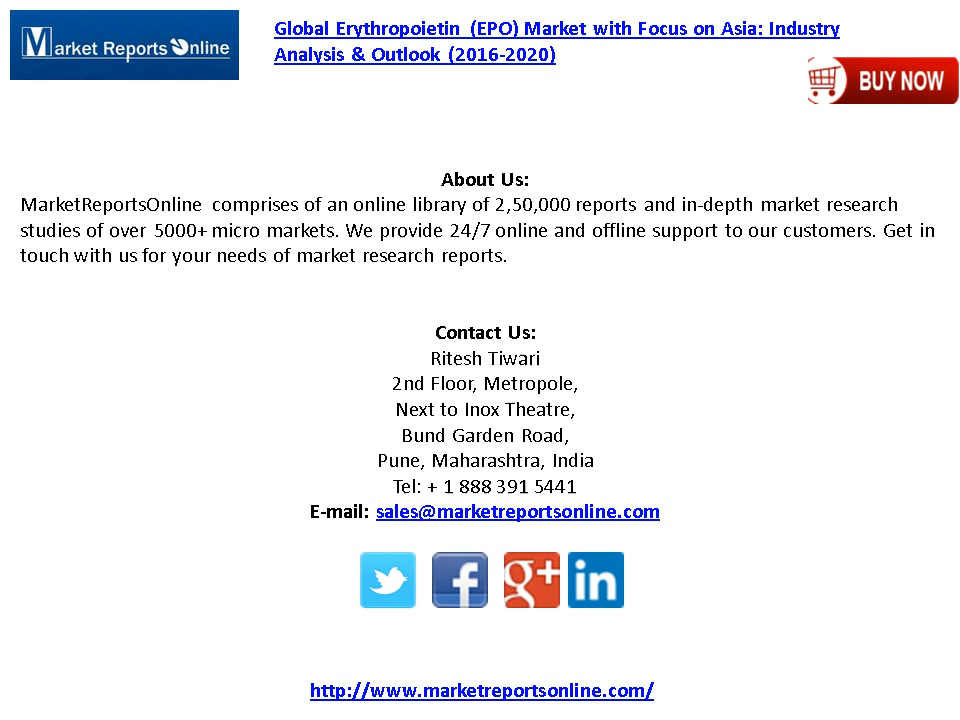 Market Reports Online
Global Erythropoietin (EPO) Market with Focus on Asia: Industry
Analysis & Outlook (2016-2020)
BUY NOW
About Us:
MarketReportsOnline comprises of an online library of 2,50,000 reports and in-depth market research
studies of over 5000+ micro markets. We provide 24/7 online and offline support to our customers. Get in
touch with us for your needs of market research reports.
Contact Us:
Ritesh Tiwari
2nd Floor, Metropole,
Next to Inox Theatre,
Bund Garden Road,
Pune, Maharashtra, India
Tel: + 1 888 391 5441
E-mail: sales@marketreportsonline.com
f g+ in
http://www.marketreportsonline.com/